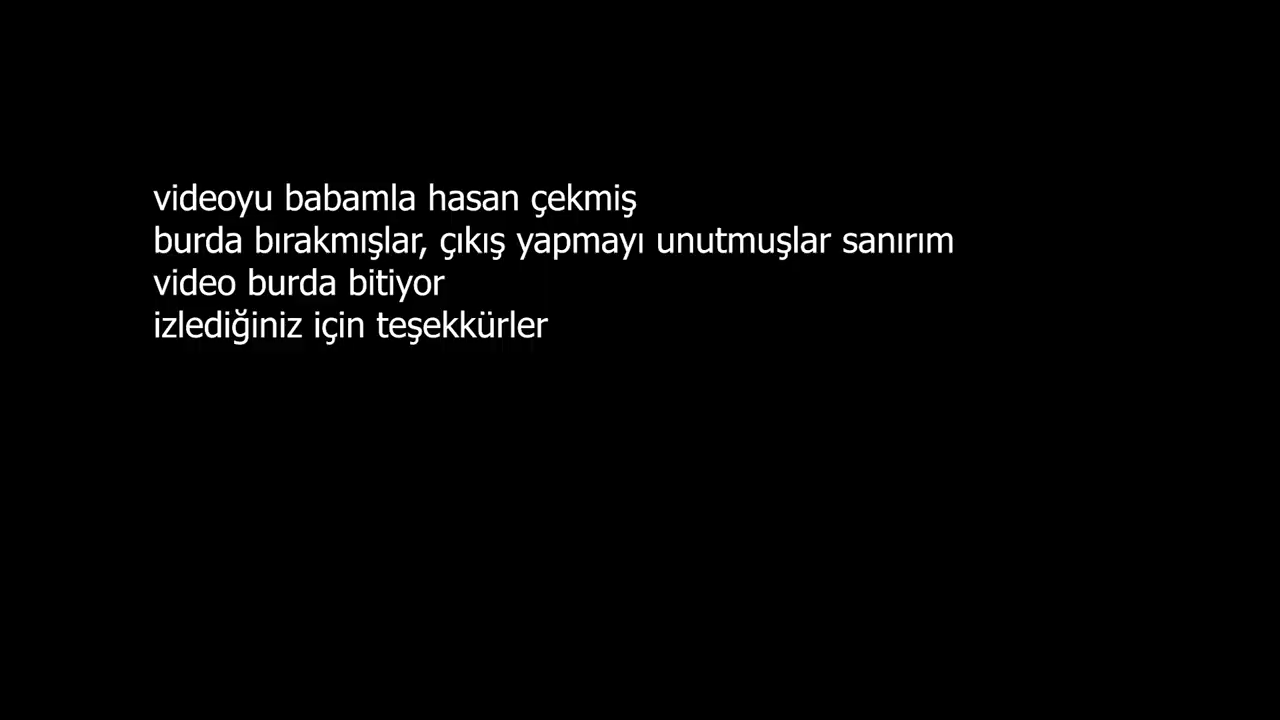 videoyu babamla hasan çekmiş
burda bırakmışlar, çıkış yapmayı unutmuşlar sanırım
video burda bitiyor
izlediğiniz için teşekkürler